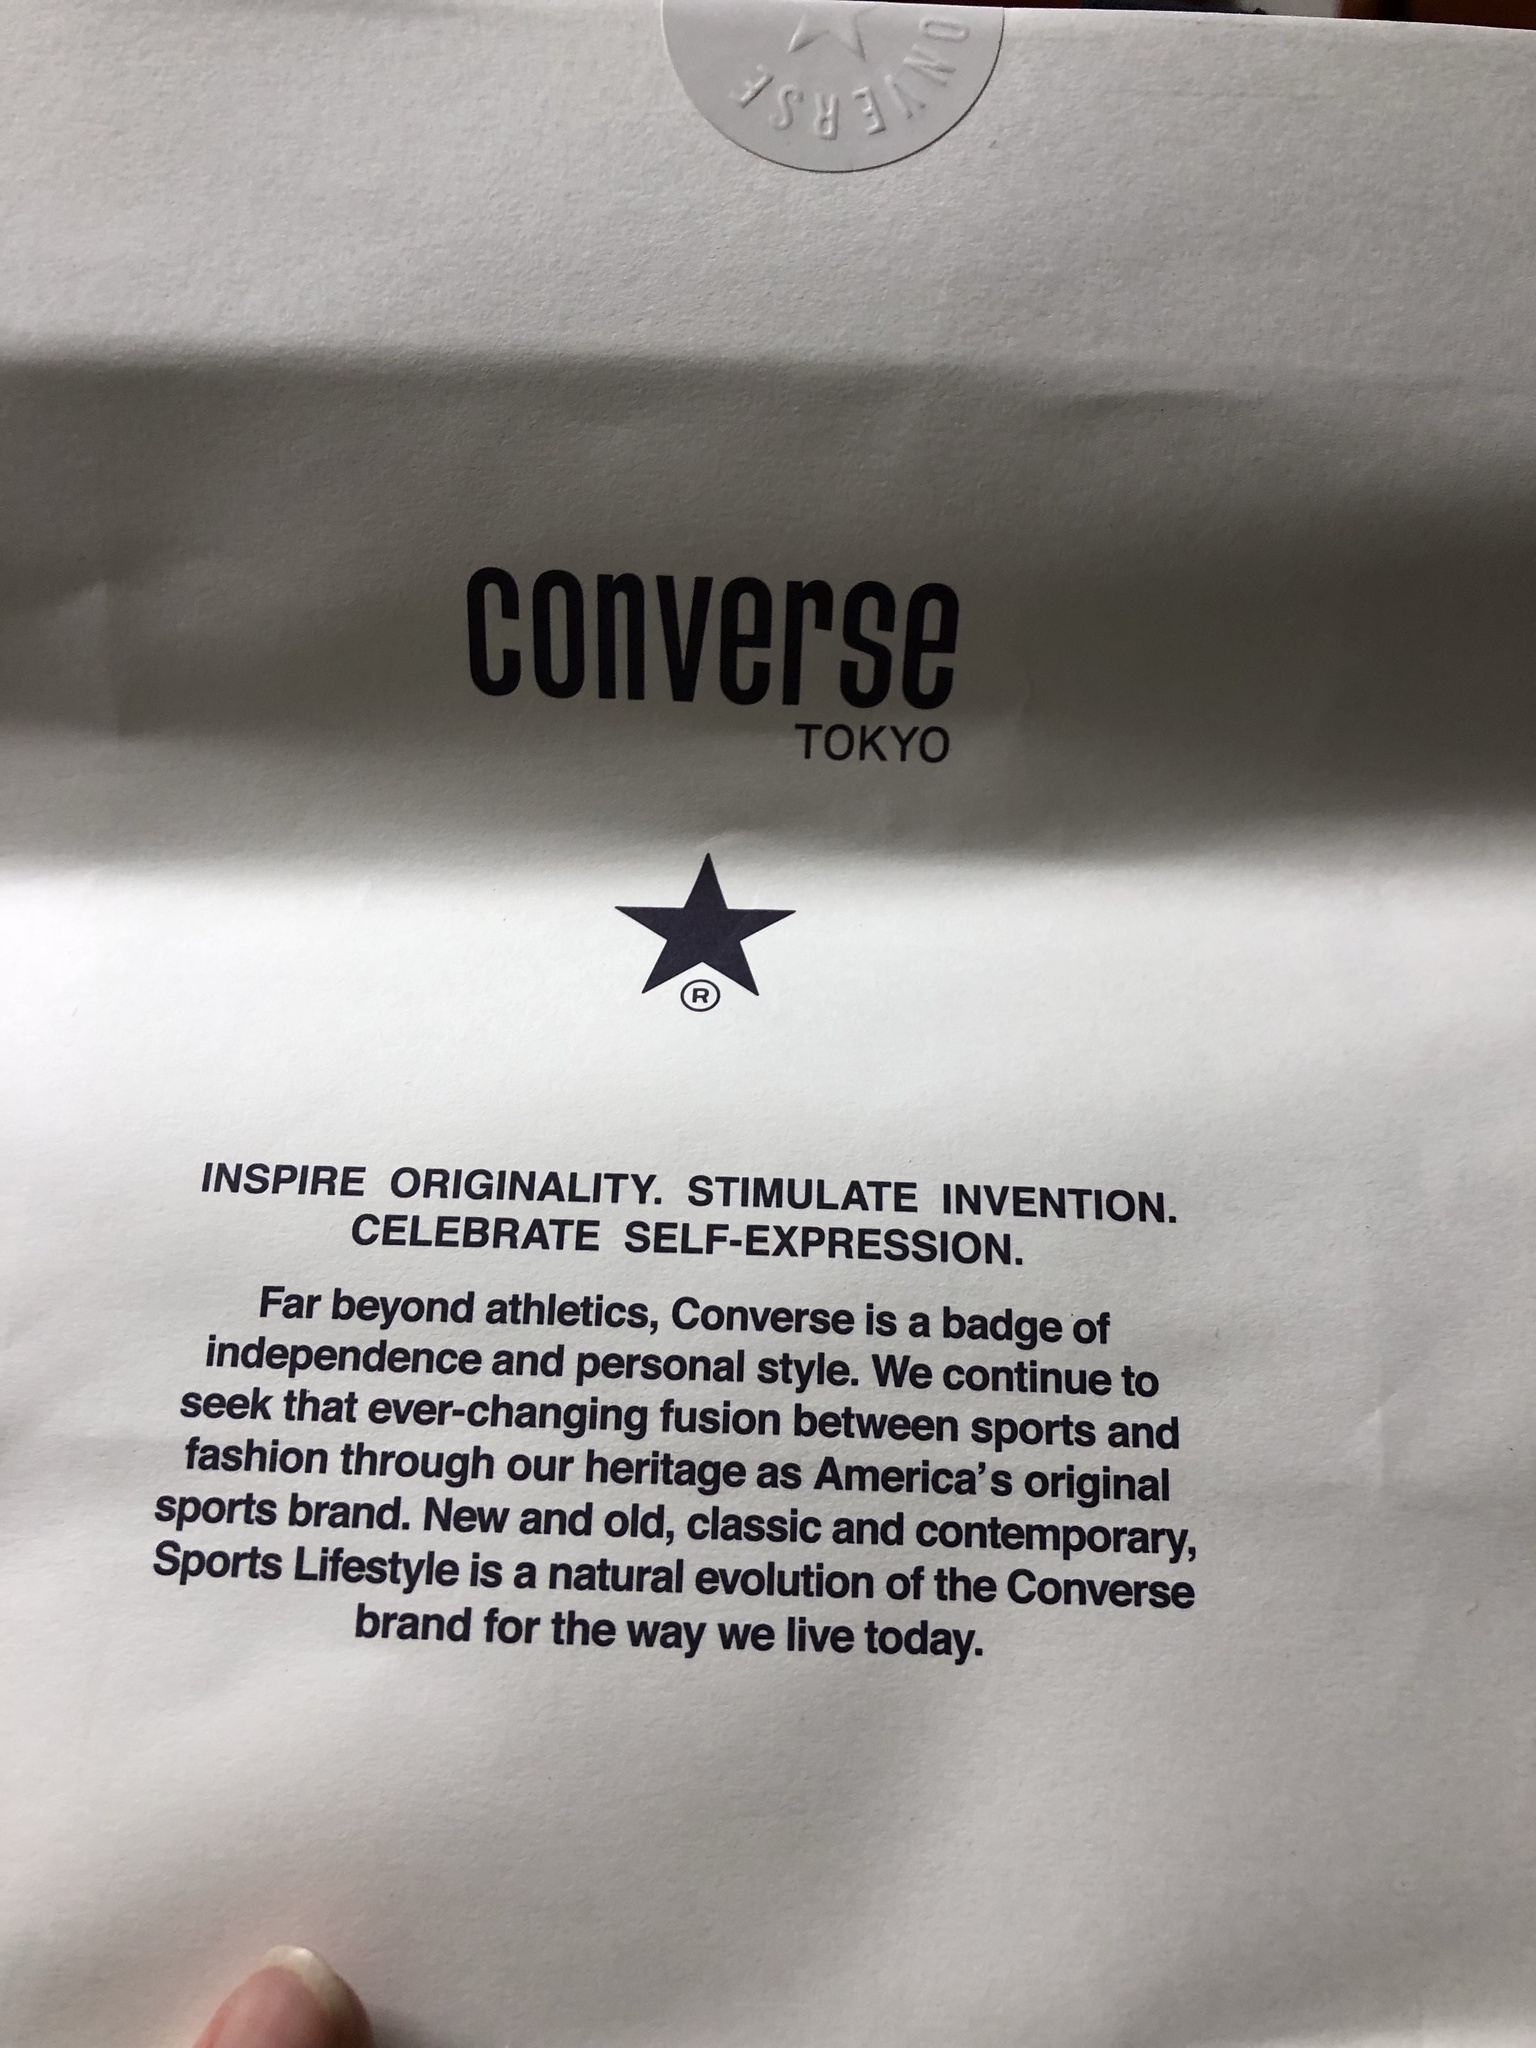 CONVERSE
converse
TOKYO
®
INSPIRE ORIGINALITY. STIMULATE INVENTION.
CELEBRATE SELF-EXPRESSION.
Far beyond athletics, Converse is a badge of
independence and personal style. We continue to
seek that ever-changing fusion between sports and
fashion through our heritage as America's original
sports brand. New and old, classic and contemporary,
Sports Lifestyle is a natural evolution of the Converse
brand for the way we live today.